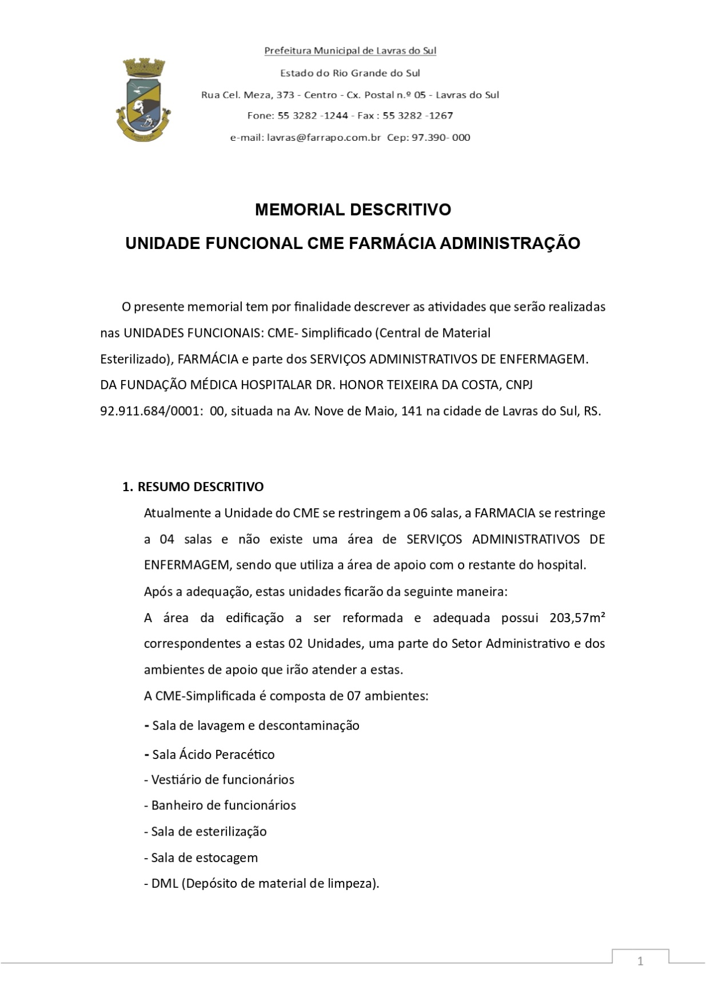 Prefeitura Municipal de Lavras do Sul
Estado do Rio Grande do Sul
Rua Cel. Meza, 373 - Centro - Cx. Postal n.º 05 - Lavras do Sul
Fone: 55 3282 -1244 - Fax : 55 3282 -1267
e-mail: lavras@farrapo.com.br  Cep: 97.390- 000
LAVRAS DO SUL
MEMORIAL DESCRITIVO
UNIDADE FUNCIONAL CME FARMÁCIA ADMINISTRAÇÃO
O presente memorial tem por finalidade descrever as atividades que serão realizadas
nas UNIDADES FUNCIONAIS: CME- Simplificado (Central de Material
Esterilizado), FARMÁCIA e parte dos SERVIÇOS ADMINISTRATIVOS DE ENFERMAGEM.
DA FUNDAÇÃO MÉDICA HOSPITALAR DR. HONOR TEIXEIRA DA COSTA, CNPJ
92.911.684/0001:  00, situada na Av. Nove de Maio, 141 na cidade de Lavras do Sul, RS.
1. RESUMO DESCRITIVO
Atualmente a Unidade do CME se restringem a 06 salas, a FARMACIA se restringe
a 04 salas e não existe uma área de SERVIÇOS ADMINISTRATIVOS DE
ENFERMAGEM, sendo que utiliza a área de apoio com o restante do hospital.
Após a adequação, estas unidades ficarão da seguinte maneira:
A área da edificação a ser reformada e adequada possui 203,57m²
correspondentes a estas 02 Unidades, uma parte do Setor Administrativo e dos
ambientes de apoio que irão atender a estas.
A CME-Simplificada é composta de 07 ambientes:
- Sala de lavagem e descontaminação
- Sala Ácido Peracético
- Vestiário de funcionários
- Banheiro de funcionários
- Sala de esterilização
- Sala de estocagem
- DML (Depósito de material de limpeza).
1